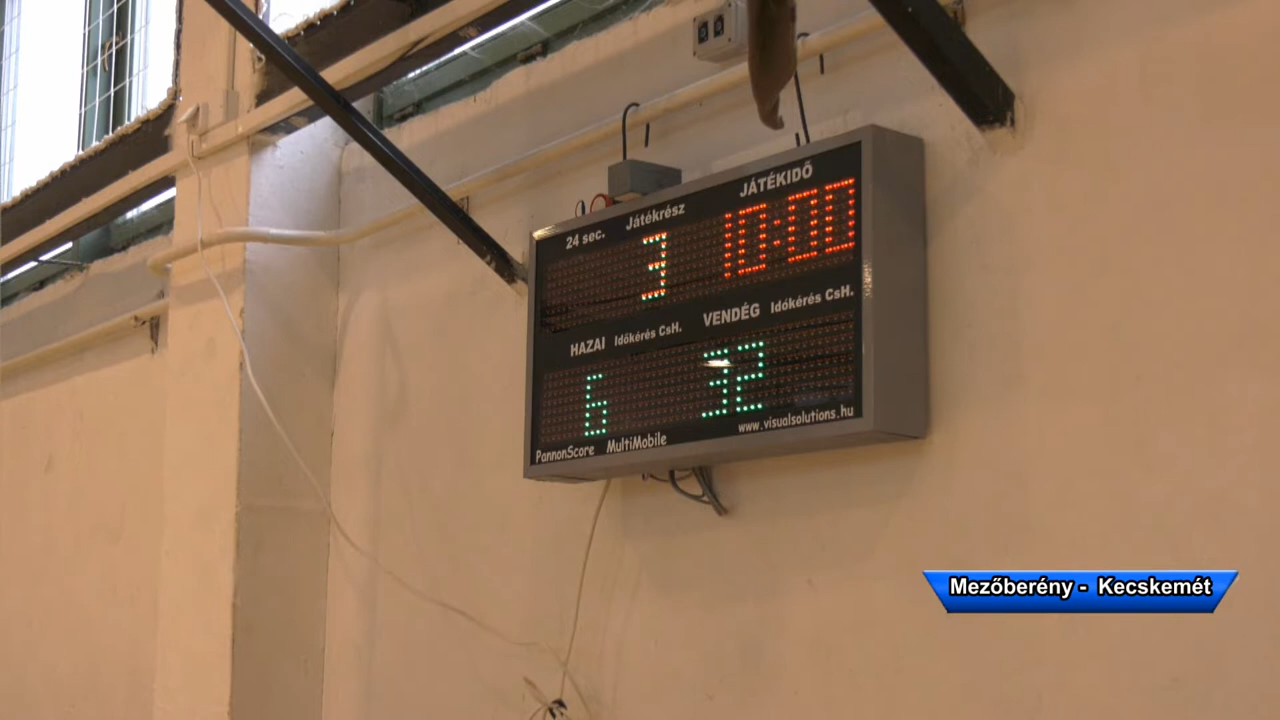 24 sec. Játékrész JÁTÉKIDŐ
3 10:00
HAZAI Időkérés CsH. VENDÉG Időkérés CsH.
6 32
PannonScore MultiMobile www.visualsolutions.hu
Mezőberény - Kecskemét